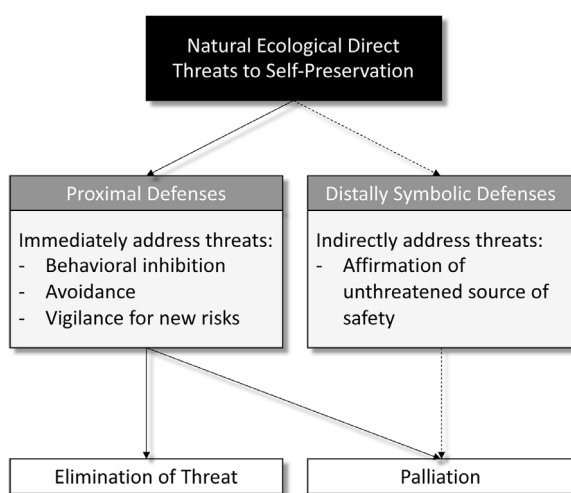 Natural Ecological Direct
Threats to Self-Preservation
Proximal Defenses
Immediately address threats:
- Behavioral inhibition
- Avoidance
- Vigilance for new risks
Distally Symbolic Defenses
Indirectly address threats:
- Affirmation of
unthreatened source of
safety
Elimination of Threat
Palliation